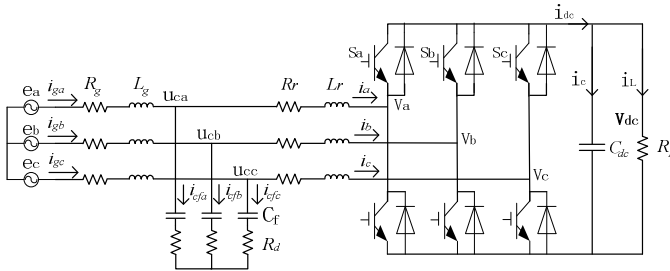 i_dc
Sa Sb Sc
i_c i_L
e_a i_ga R_g L_g u_ca Rr Lr i_a Va
V_dc
e_b i_gb u_cb i_b Vb
C_dc
e_c i_gc u_cc i_c Vc
i_cfa i_cfb i_cfc
C_f
R_d